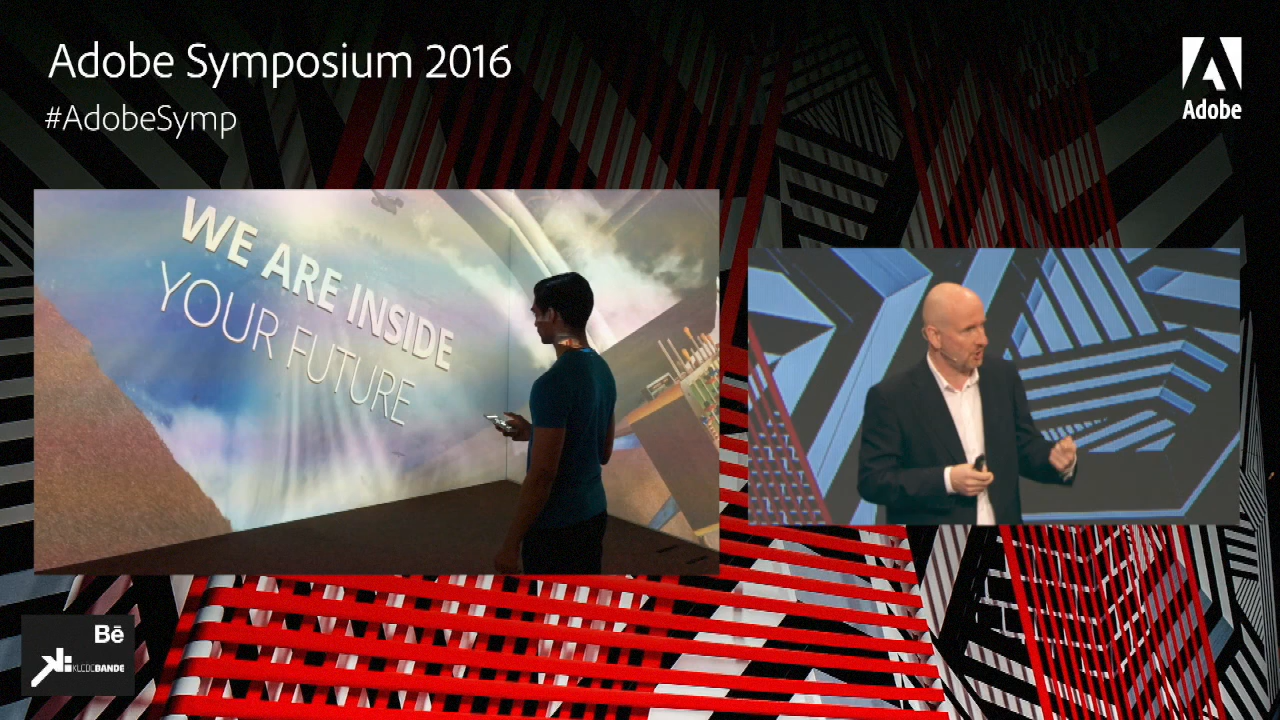 Adobe Symposium 2016
#AdobeSymp
Adobe
WE ARE INSIDE
YOUR FUTURE
Bē